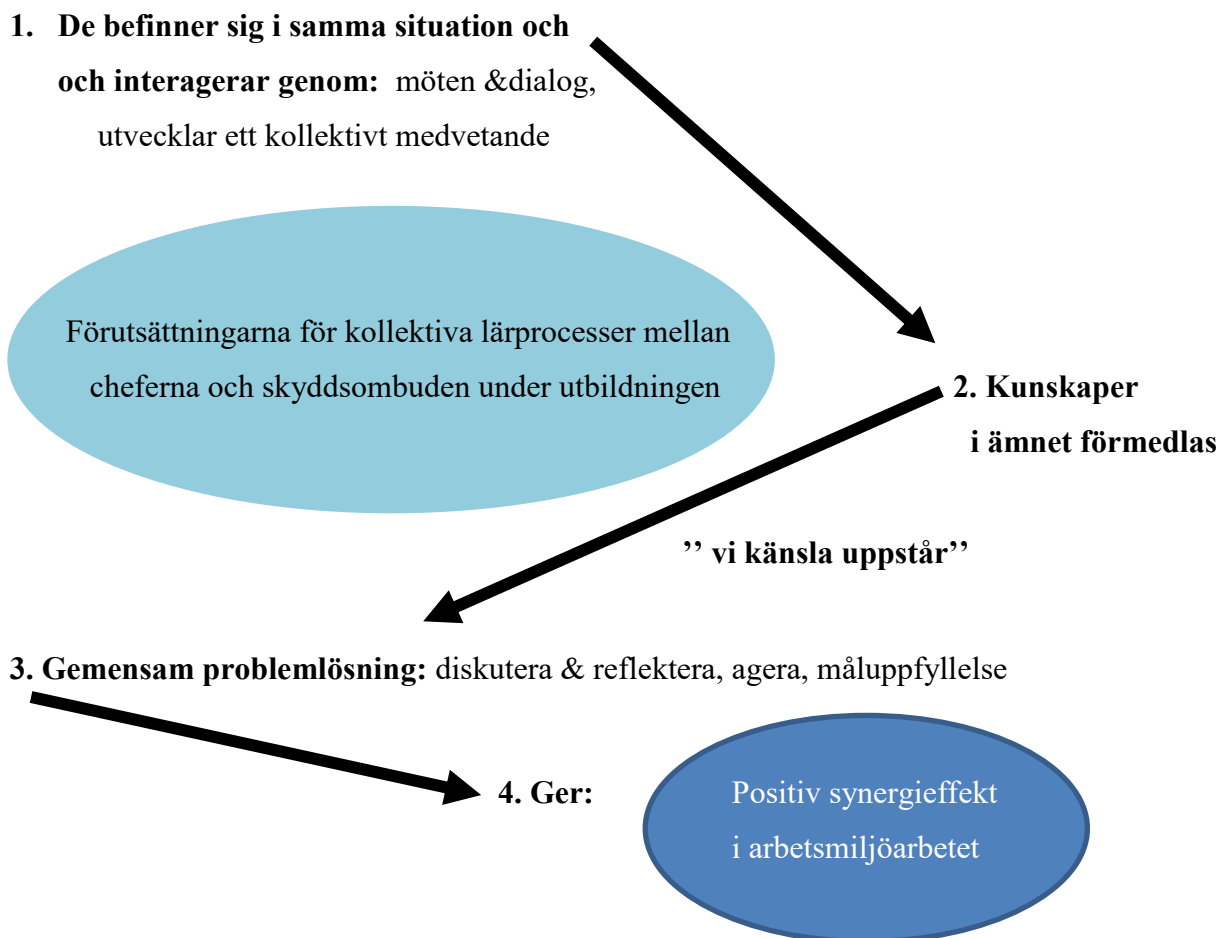 1. De befinner sig i samma situation och
och interagerar genom: möten &dialog,
utvecklar ett kollektivt medvetande
Förutsättningarna för kollektiva lärprocesser mellan
cheferna och skyddsombuden under utbildningen
2. Kunskaper
i ämnet förmedlas
’’ vi känsla uppstår’’
3. Gemensam problemlösning: diskutera & reflektera, agera, måluppfyllelse
4. Ger:
Positiv synergieffekt
i arbetsmiljöarbetet